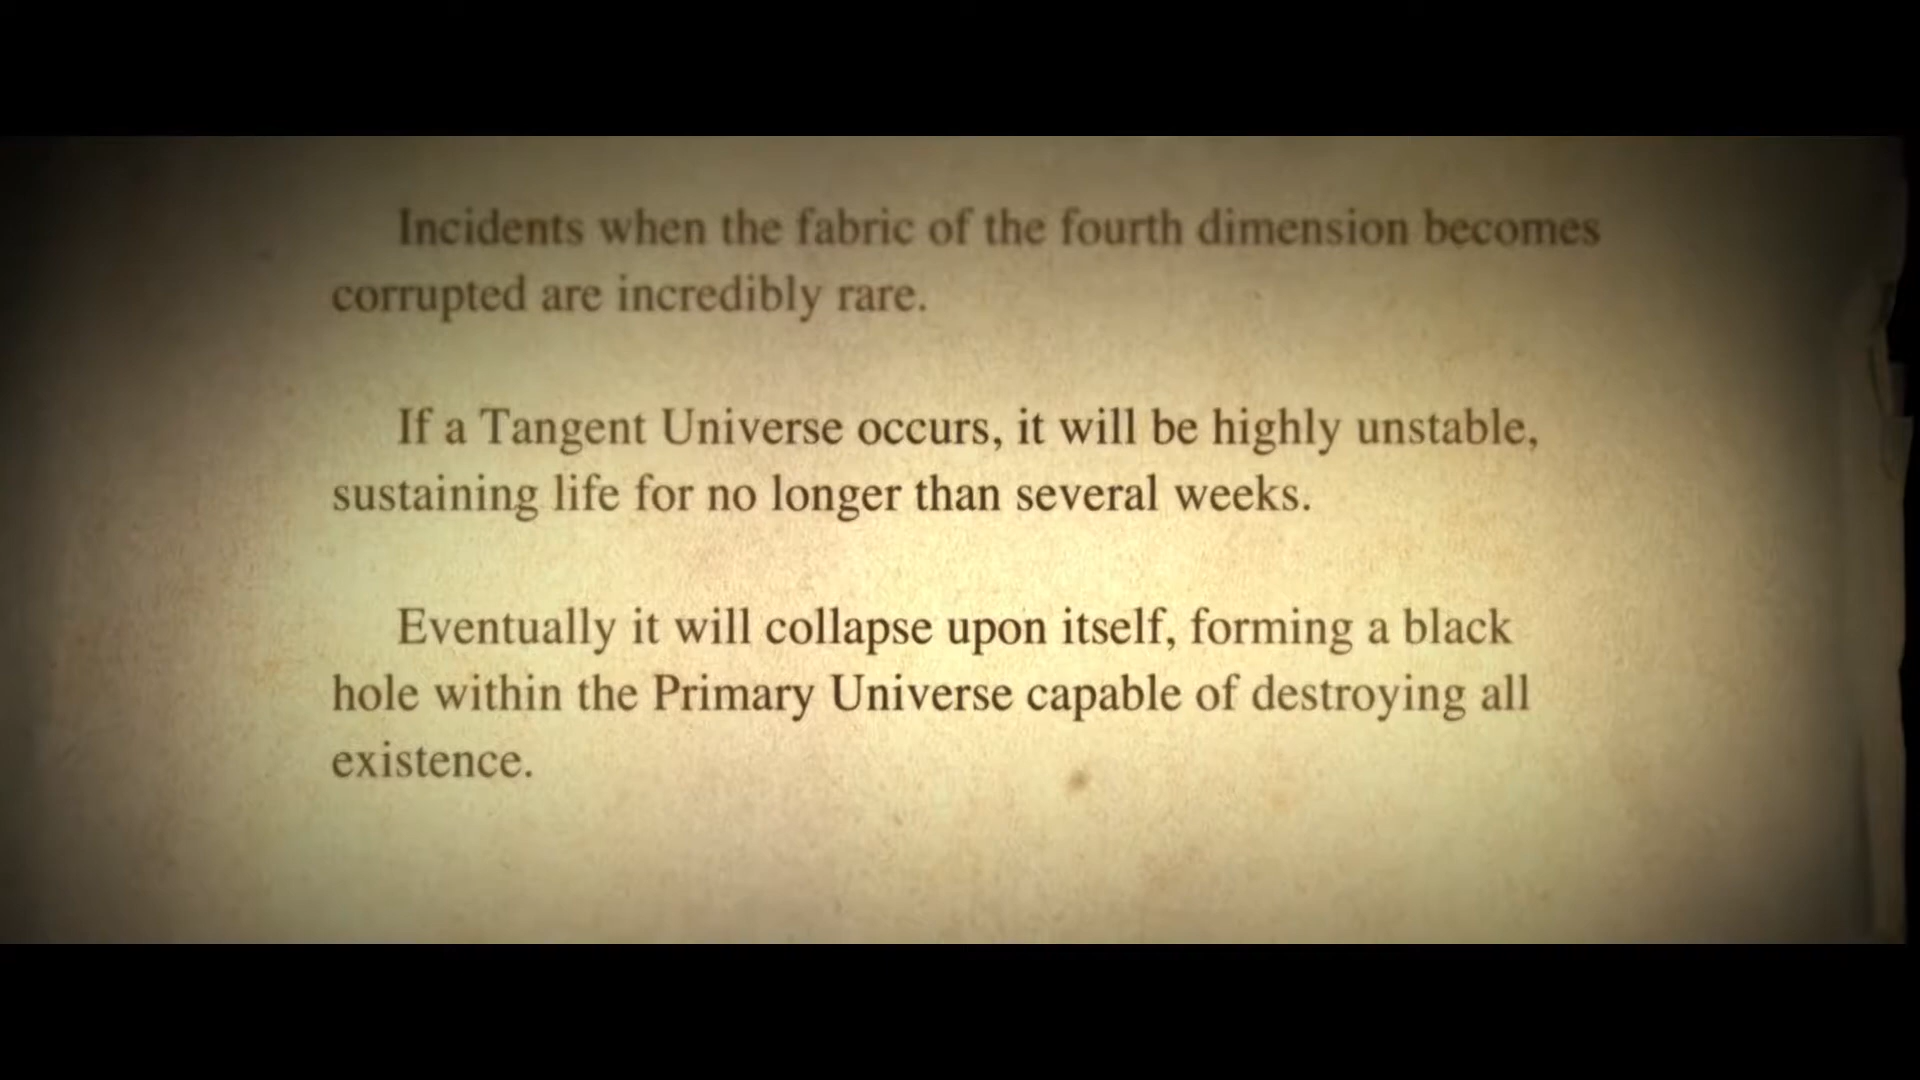 Incidents when the fabric of the fourth dimension becomes
corrupted are incredibly rare.
If a Tangent Universe occurs, it will be highly unstable,
sustaining life for no longer than several weeks.
Eventually it will collapse upon itself, forming a black
hole within the Primary Universe capable of destroying all
existence.